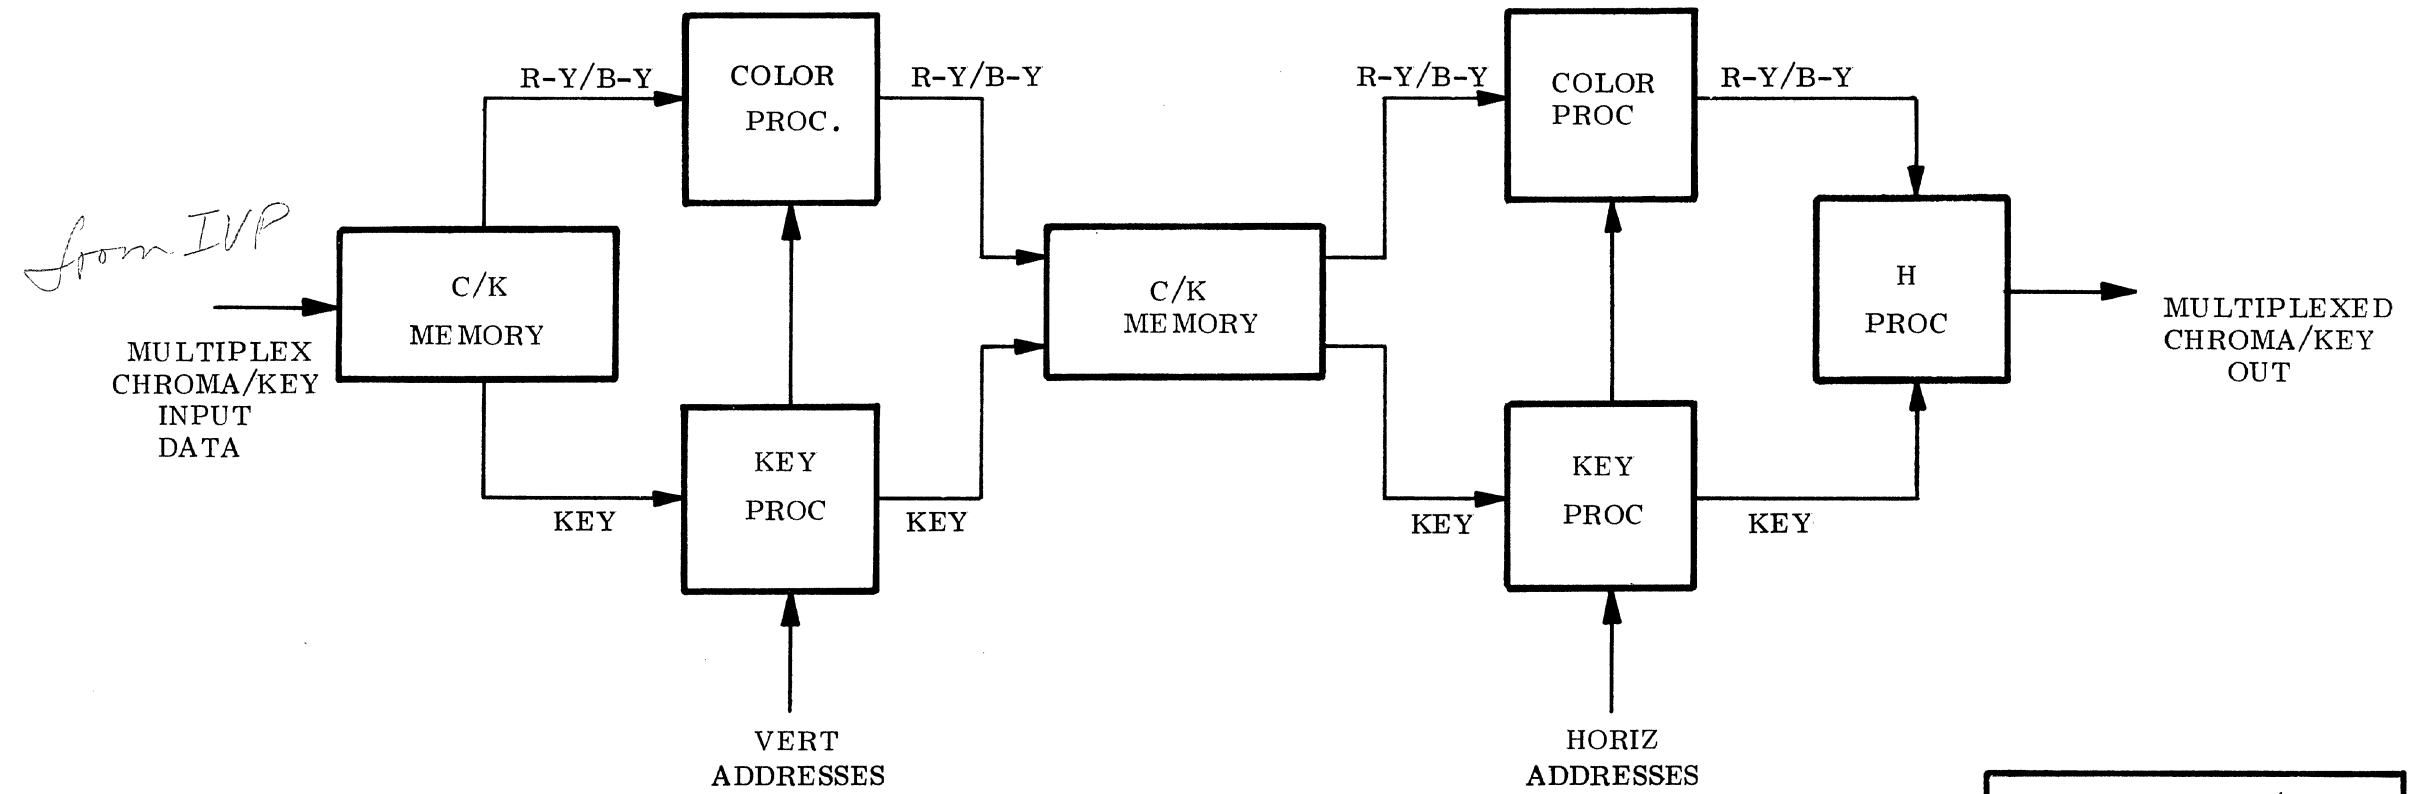 from IVP
MULTIPLEX
CHROMA/KEY
INPUT
DATA
C/K
MEMORY
R-Y/B-Y
KEY
COLOR
PROC.
KEY
PROC
VERT
ADDRESSES
R-Y/B-Y
KEY
C/K
MEMORY
R-Y/B-Y
KEY
COLOR
PROC
KEY
PROC
HORIZ
ADDRESSES
R-Y/B-Y
KEY
H
PROC
MULTIPLEXED
CHROMA/KEY
OUT